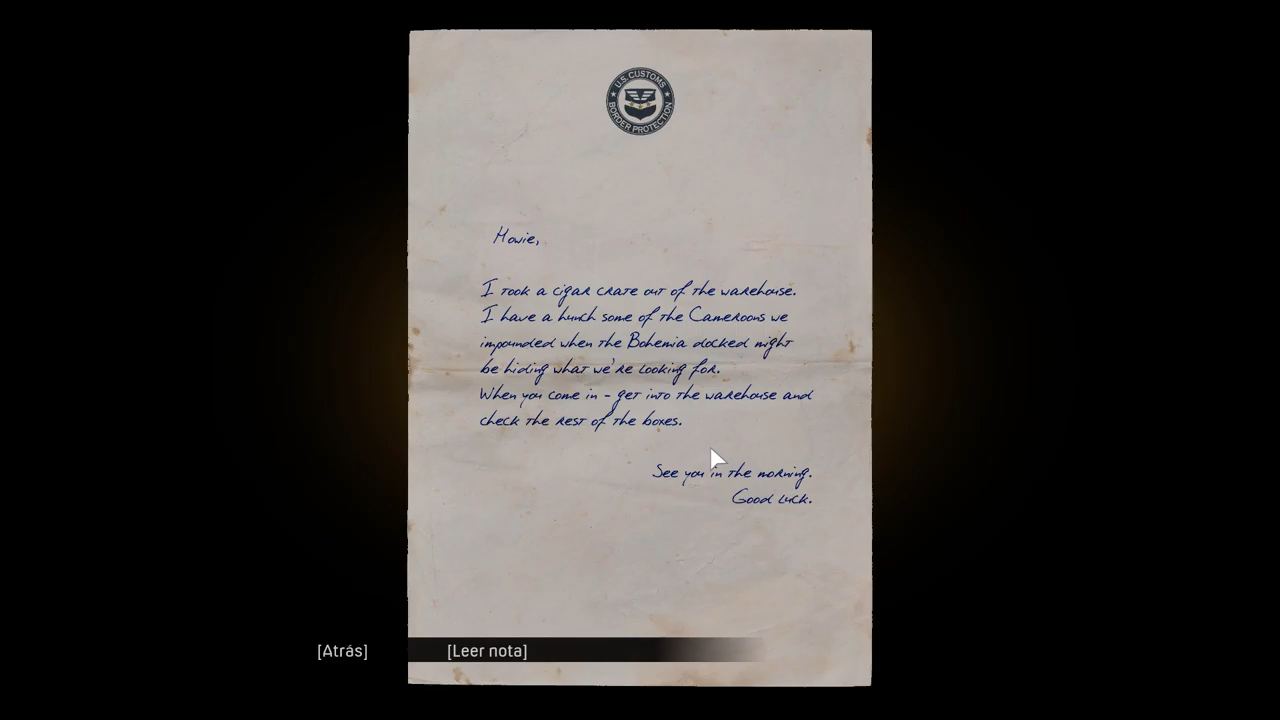 U.S. CUSTOMS
BORDER PROTECTION
Howie,
I took a cigar crate out of the warehouse.
I have a hunch some of the Cameroons we
impounded when the Bohemia docked might
be hiding what we're looking for.
When you come in - get into the warehouse and
check the rest of the boxes.
See you in the morning.
Good luck.
[Atrás] [Leer nota]